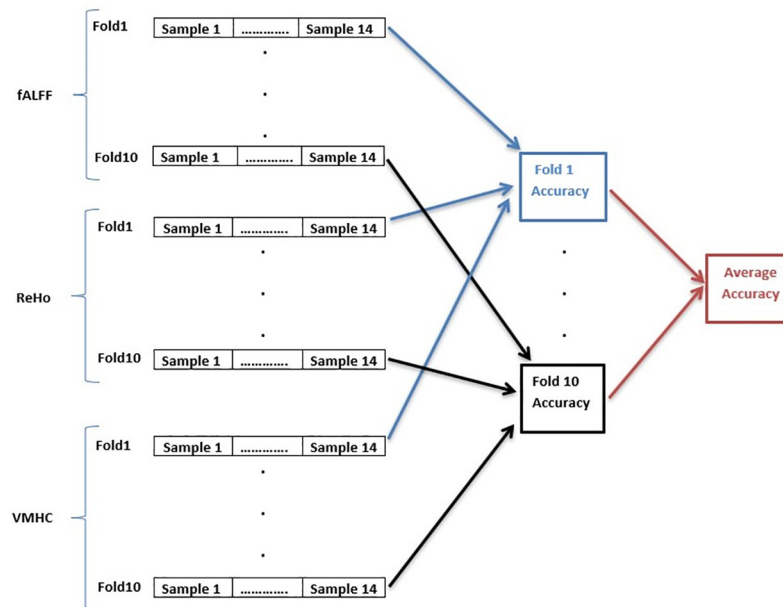 Fold1 Sample 1 ............. Sample 14
fALFF
Fold10 Sample 1 ............. Sample 14
Fold 1
Accuracy
Fold1 Sample 1 ............. Sample 14
Average
Accuracy
ReHo
Fold10 Sample 1 ............. Sample 14
Fold 10
Accuracy
Fold1 Sample 1 ............. Sample 14
VMHC
Fold10 Sample 1 ............. Sample 14